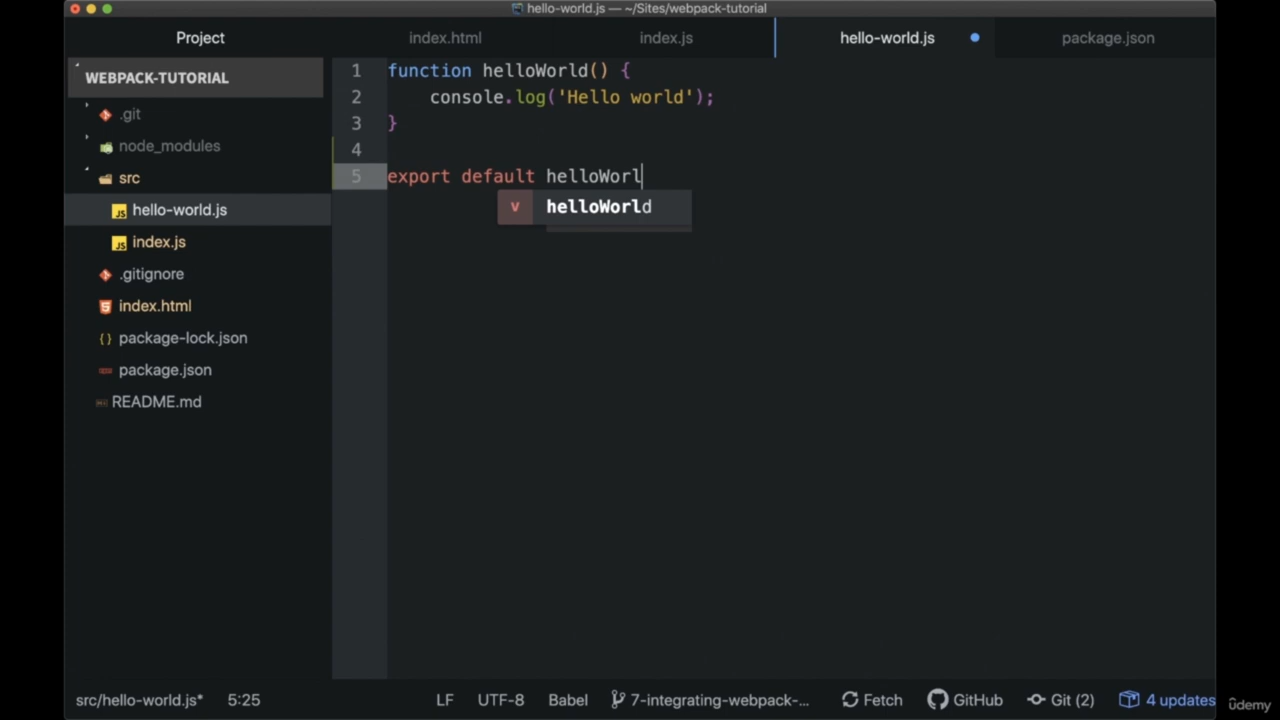 hello-world.js — ~/Sites/webpack-tutorial
Project
index.html
index.js
hello-world.js
package.json
WEBPACK-TUTORIAL
.git
node_modules
src
hello-world.js
index.js
.gitignore
index.html
package-lock.json
package.json
README.md
1 function helloWorld() {
2 console.log('Hello world');
3 }
4
5 export default helloWorl
v helloWorld
src/hello-world.js* 5:25 LF UTF-8 Babel 7-integrating-webpack-... Fetch GitHub Git (2) 4 updates
ûdemy